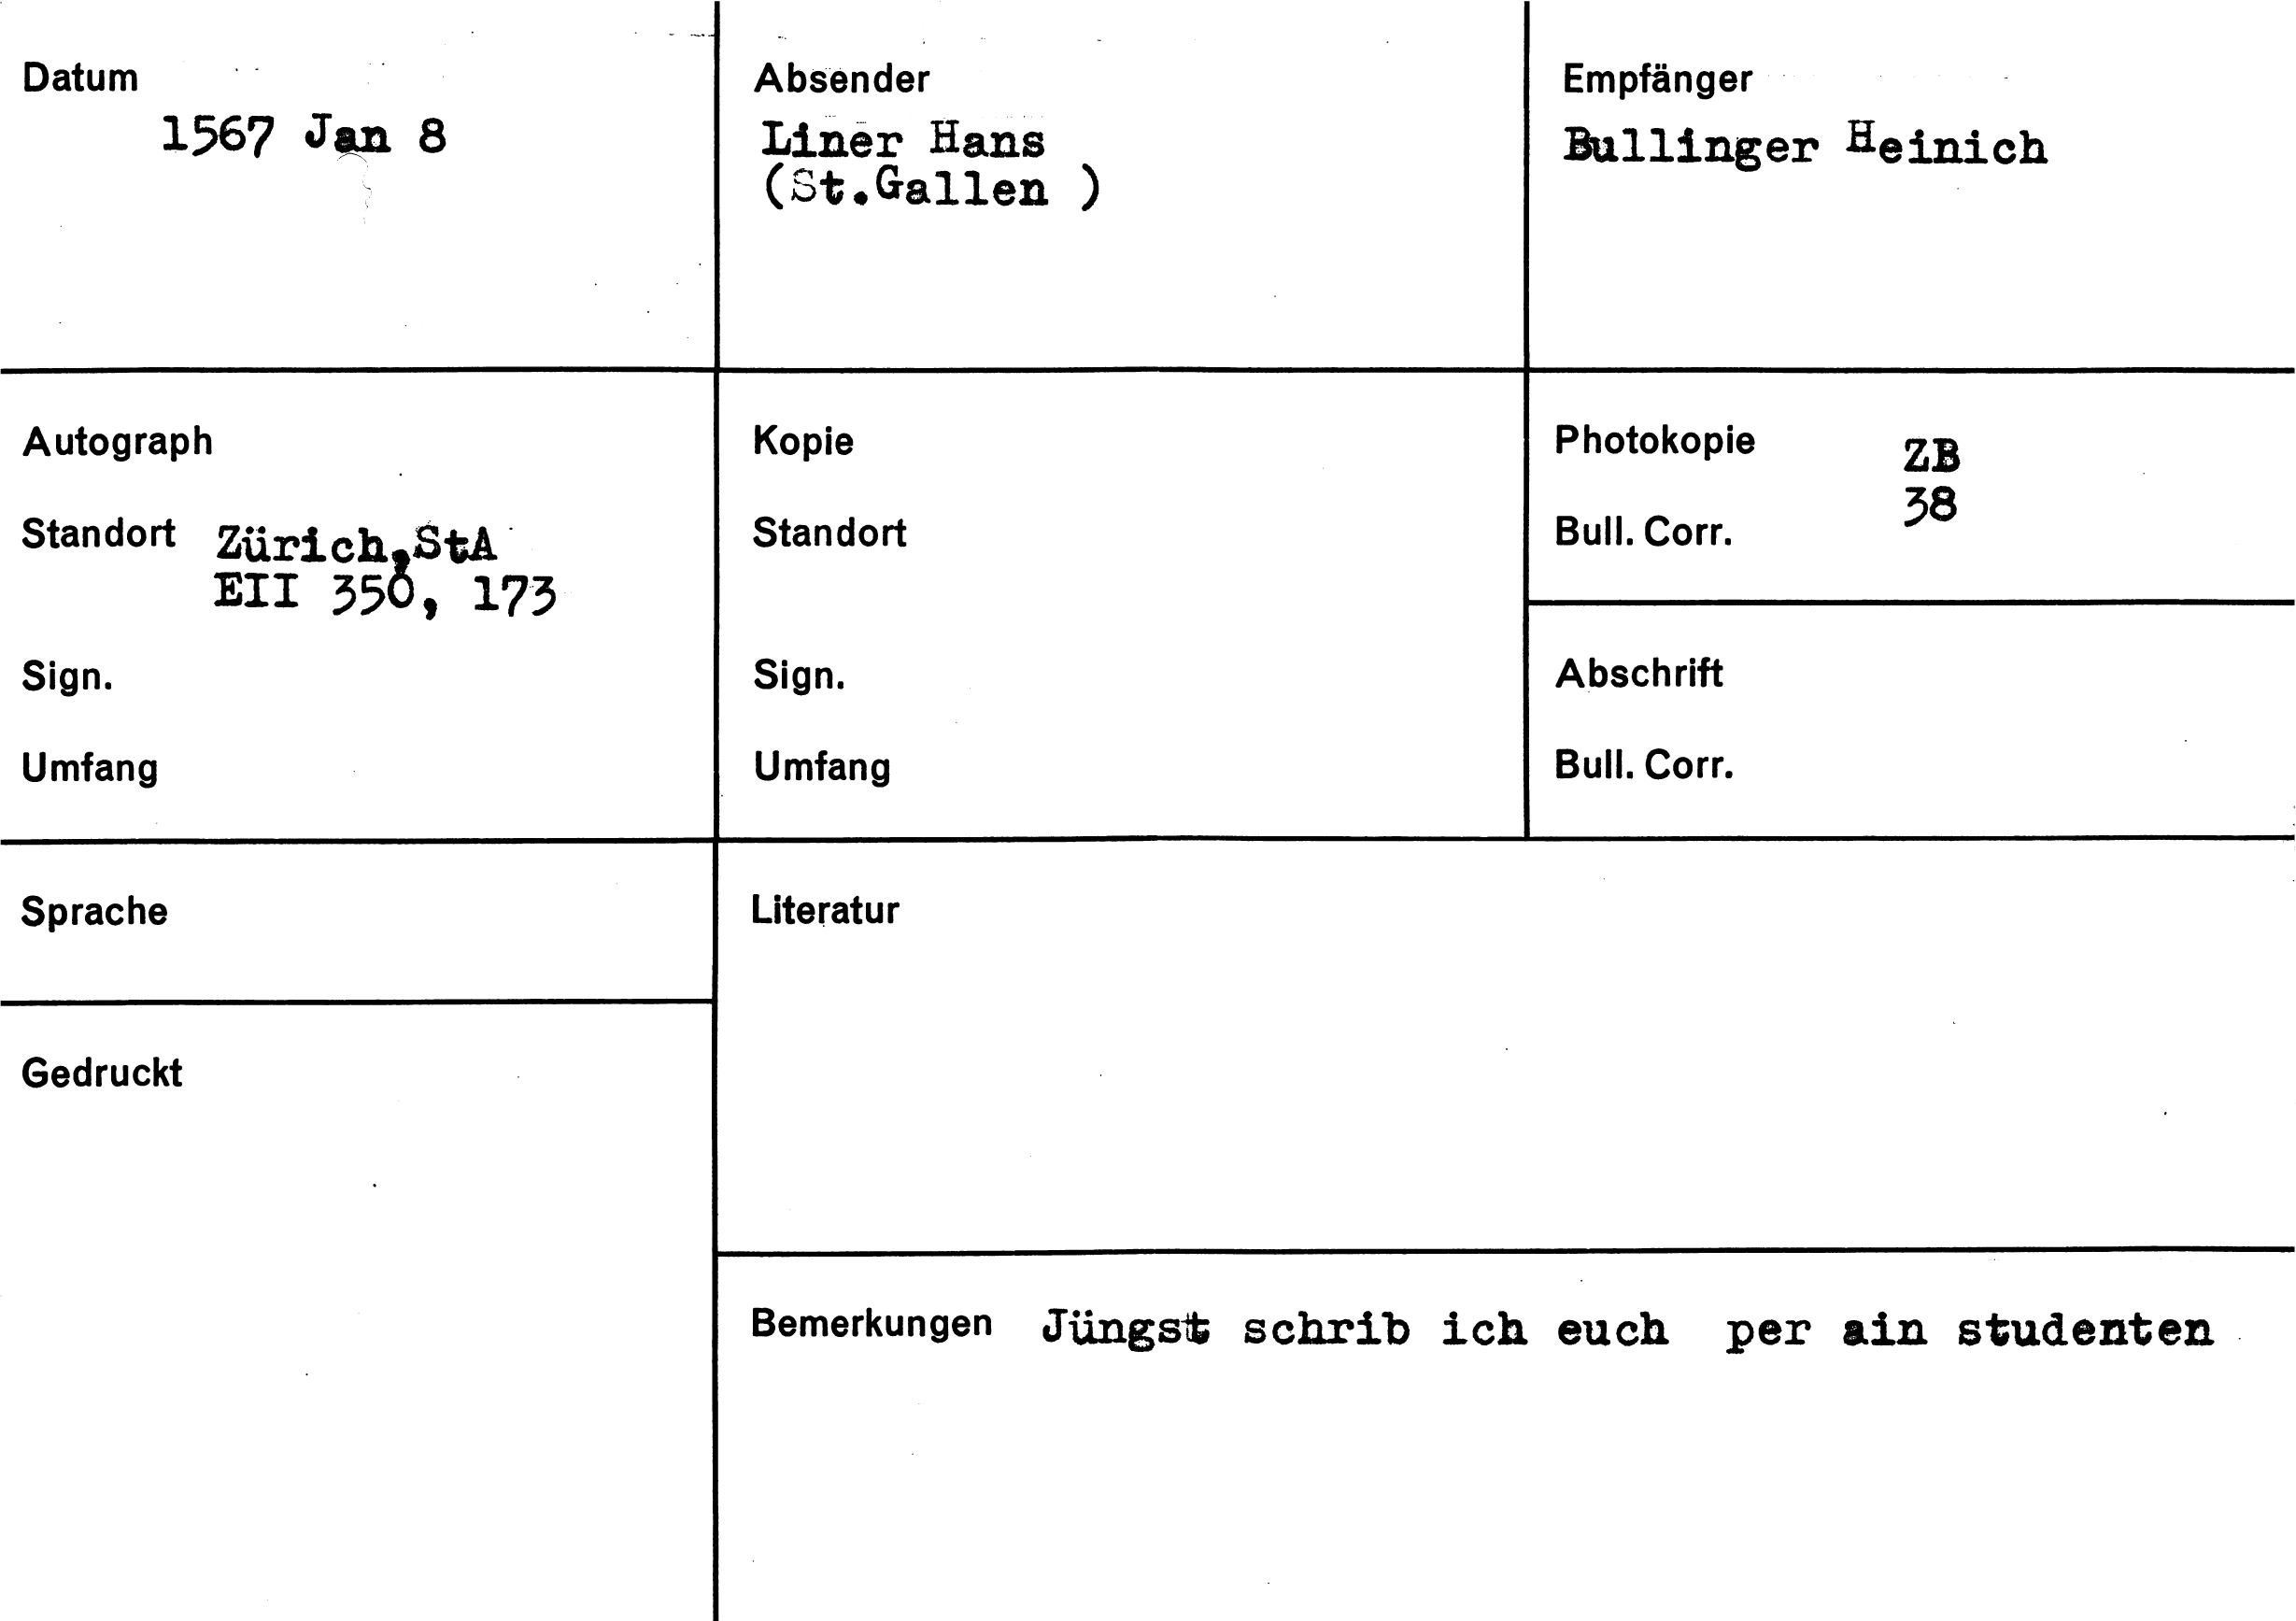 Datum
1567 Jan 8
Absender
Liner Hans
(St.Gallen )
Empfänger
Bullinger Heinich
Autograph
Standort Zürich,StA
EII 350, 173
Sign.
Umfang
Kopie
Standort
Sign.
Umfang
Photokopie ZB
38
Bull. Corr.
Abschrift
Bull. Corr.
Sprache
Gedruckt
Literatur
Bemerkungen Jüngst schrib ich euch per ain studenten